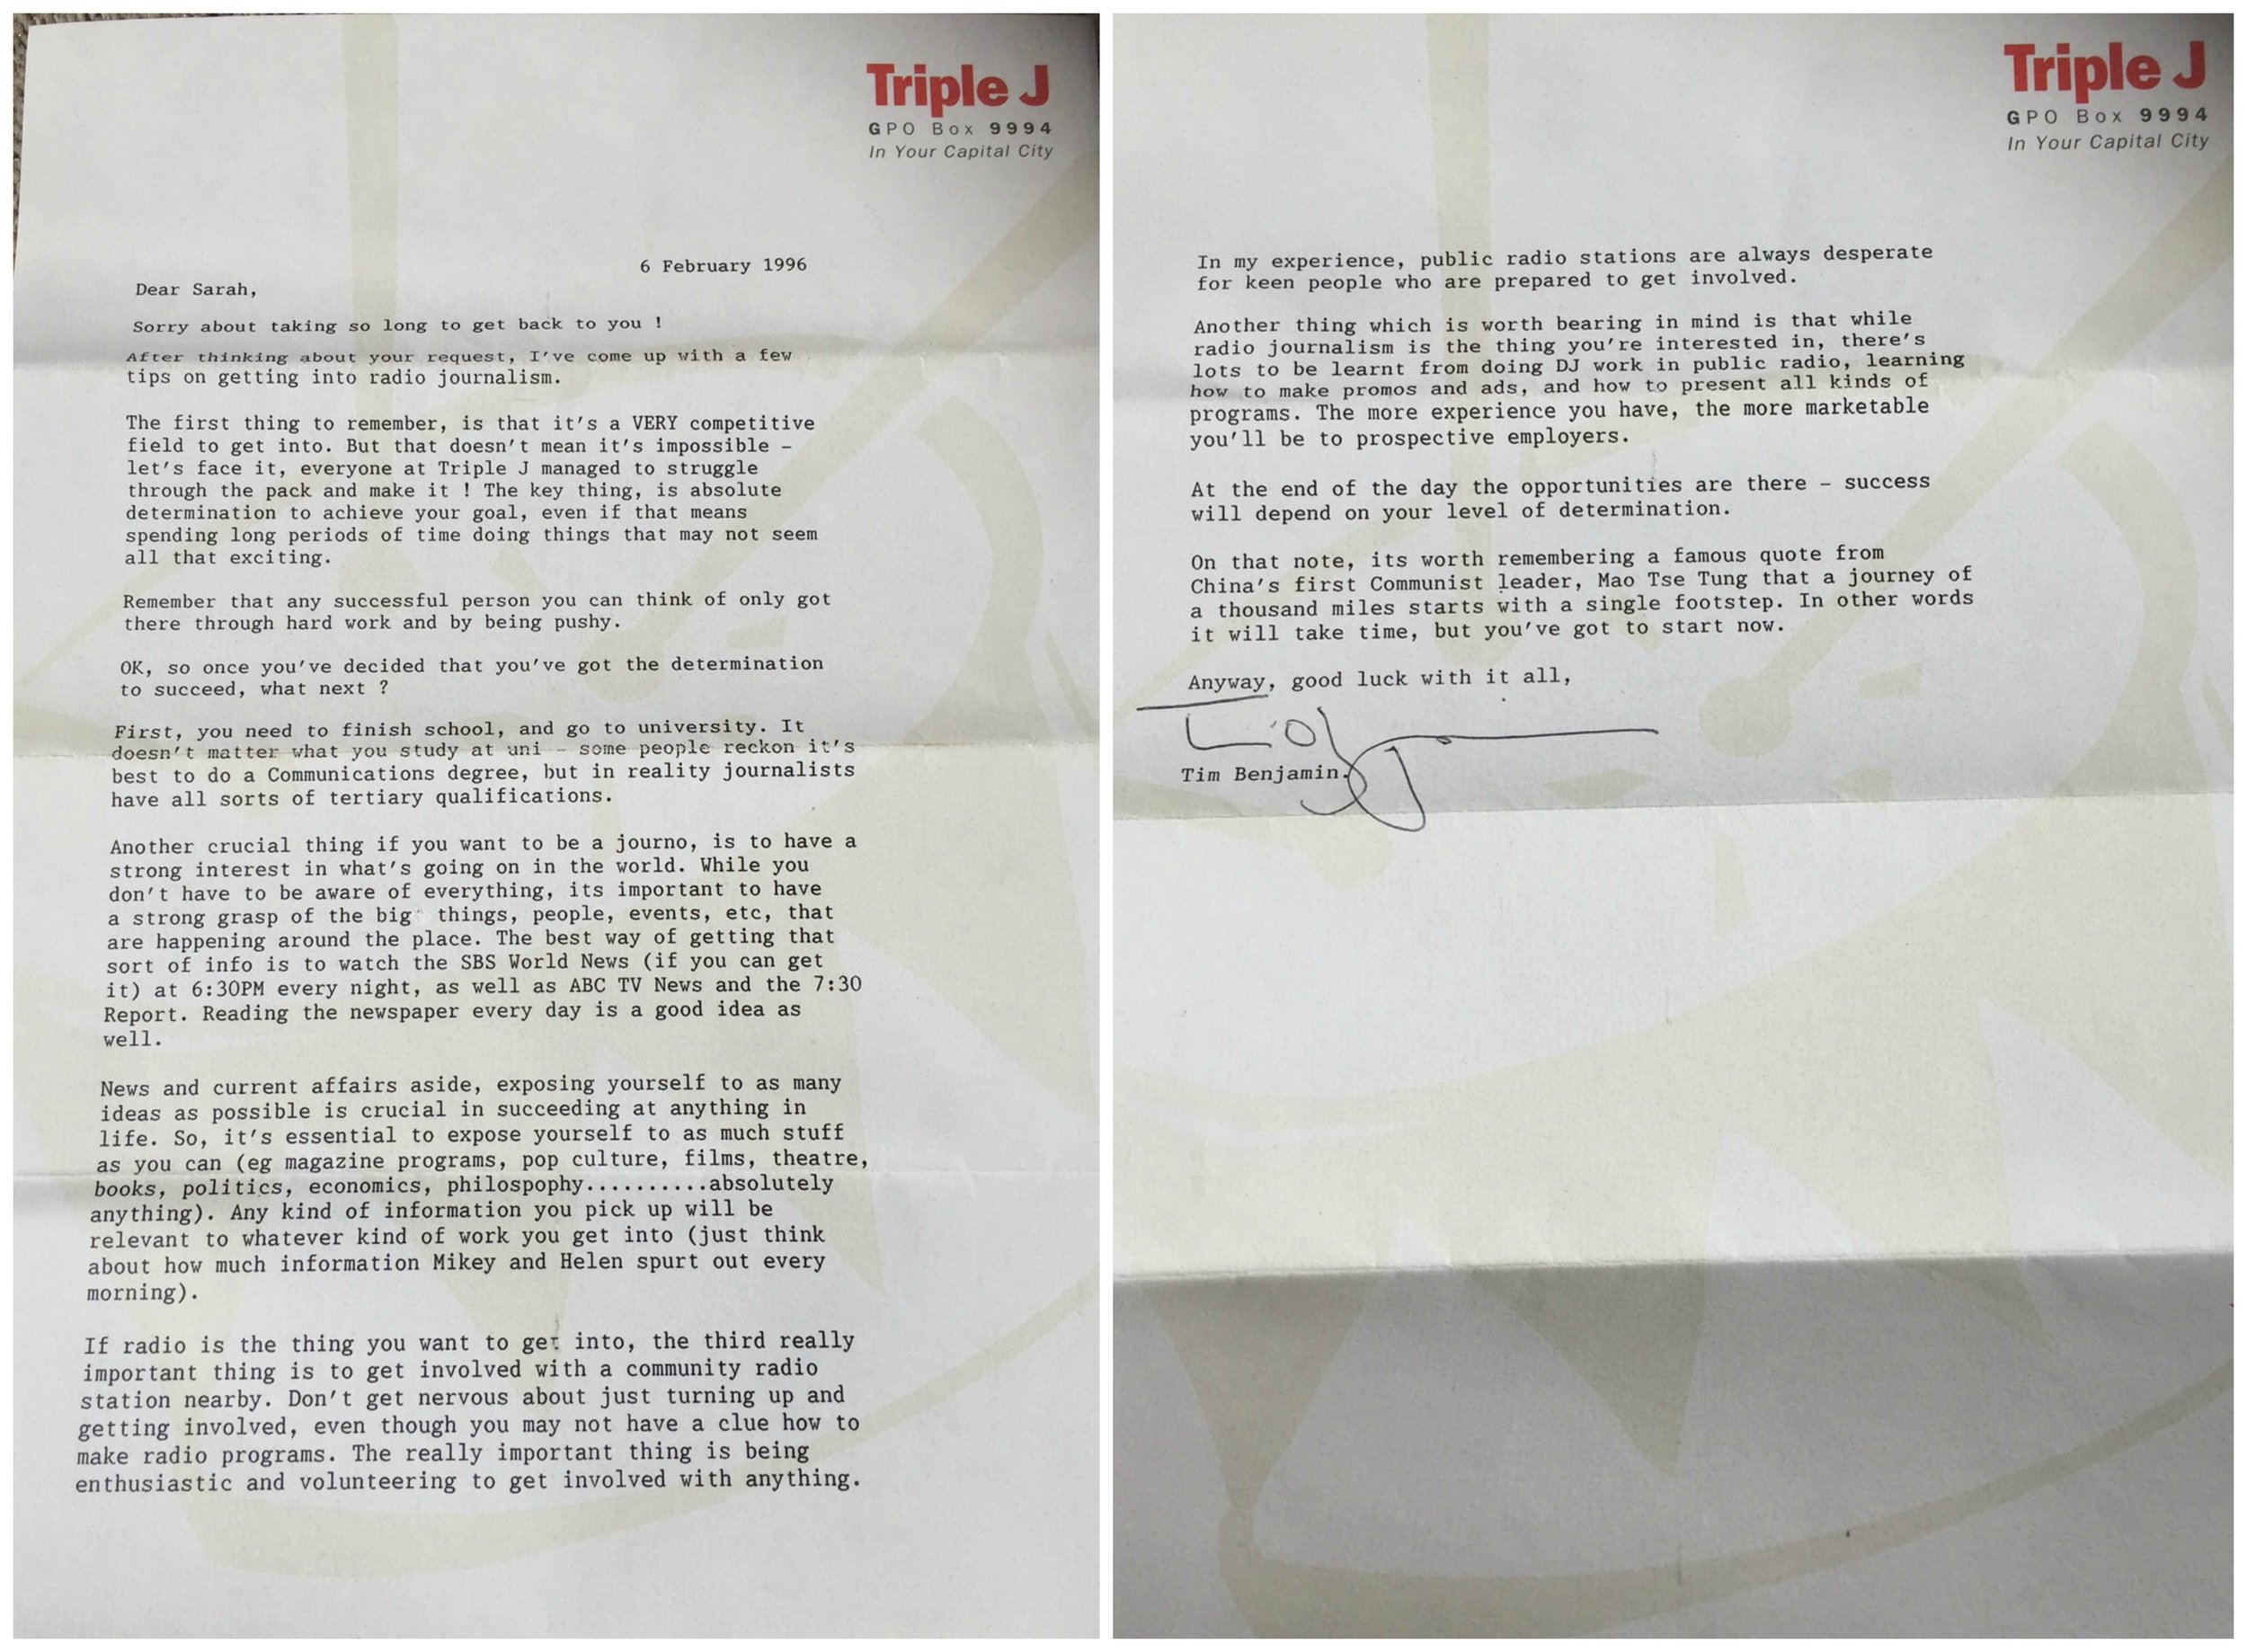 Triple J
GPO Box 9994
In Your Capital City
6 February 1996
Dear Sarah,
Sorry about taking so long to get back to you !
After thinking about your request, I've come up with a few
tips on getting into radio journalism.
The first thing to remember, is that it's a VERY competitive
field to get into. But that doesn't mean it's impossible -
let's face it, everyone at Triple J managed to struggle
through the pack and make it ! The key thing, is absolute
determination to achieve your goal, even if that means
spending long periods of time doing things that may not seem
all that exciting.
Remember that any successful person you can think of only got
there through hard work and by being pushy.
OK, so once you've decided that you've got the determination
to succeed, what next ?
First, you need to finish school, and go to university. It
doesn't matter what you study at uni - some people reckon it's
best to do a Communications degree, but in reality journalists
have all sorts of tertiary qualifications.
Another crucial thing if you want to be a journo, is to have a
strong interest in what's going on in the world. While you
don't have to be aware of everything, its important to have
a strong grasp of the big things, people, events, etc, that
are happening around the place. The best way of getting that
sort of info is to watch the SBS World News (if you can get
it) at 6:30PM every night, as well as ABC TV News and the 7:30
Report. Reading the newspaper every day is a good idea as
well.
News and current affairs aside, exposing yourself to as many
ideas as possible is crucial in succeeding at anything in
life. So, it's essential to expose yourself to as much stuff
as you can (eg magazine programs, pop culture, films, theatre,
books, politics, economics, philospophy..........absolutely
anything). Any kind of information you pick up will be
relevant to whatever kind of work you get into (just think
about how much information Mikey and Helen spurt out every
morning).
If radio is the thing you want to get into, the third really
important thing is to get involved with a community radio
station nearby. Don't get nervous about just turning up and
getting involved, even though you may not have a clue how to
make radio programs. The really important thing is being
enthusiastic and volunteering to get involved with anything.
Triple J
GPO Box 9994
In Your Capital City
In my experience, public radio stations are always desperate
for keen people who are prepared to get involved.
Another thing which is worth bearing in mind is that while
radio journalism is the thing you're interested in, there's
lots to be learnt from doing DJ work in public radio, learning
how to make promos and ads, and how to present all kinds of
programs. The more experience you have, the more marketable
you'll be to prospective employers.
At the end of the day the opportunities are there - success
will depend on your level of determination.
On that note, its worth remembering a famous quote from
China's first Communist leader, Mao Tse Tung that a journey of
a thousand miles starts with a single footstep. In other words
it will take time, but you've got to start now.
Anyway, good luck with it all,
Tim Benjamin.